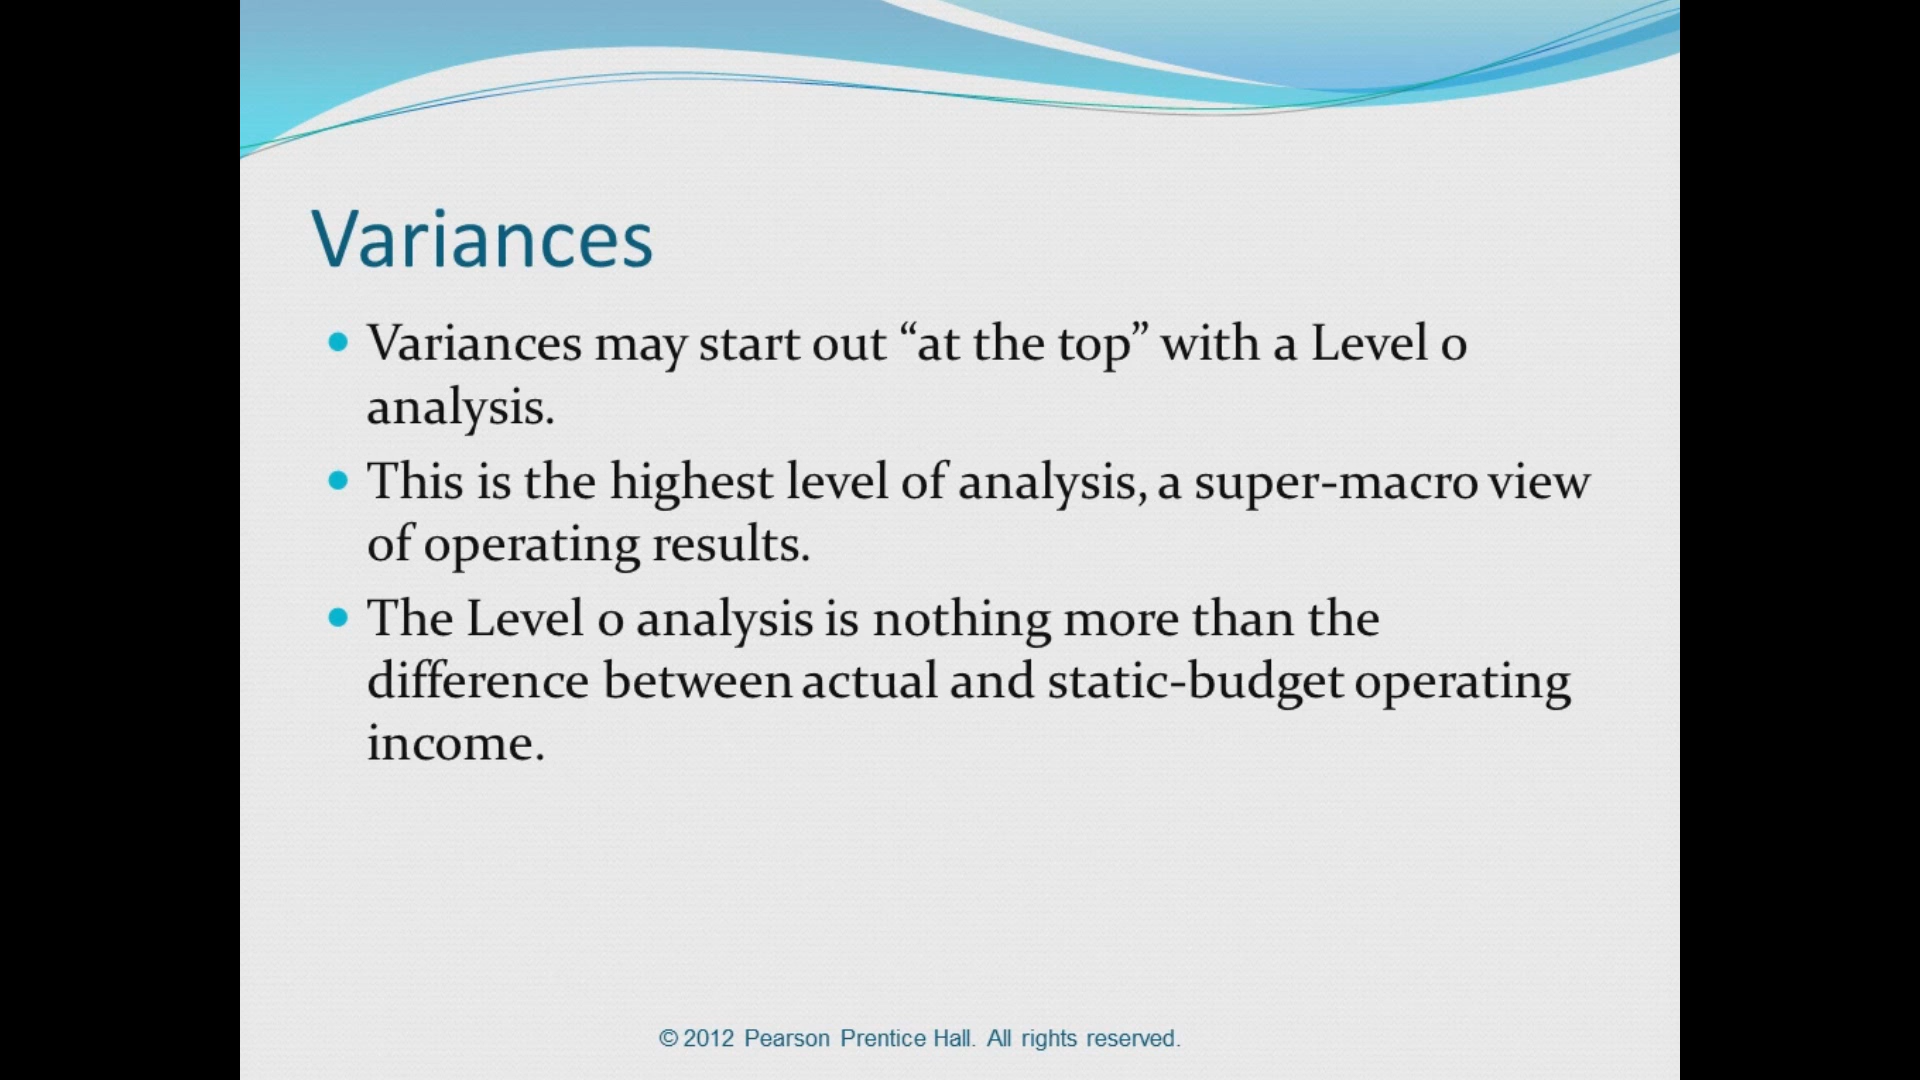 Variances
• Variances may start out “at the top” with a Level 0
analysis.
• This is the highest level of analysis, a super-macro view
of operating results.
• The Level 0 analysis is nothing more than the
difference between actual and static-budget operating
income.
© 2012 Pearson Prentice Hall. All rights reserved.